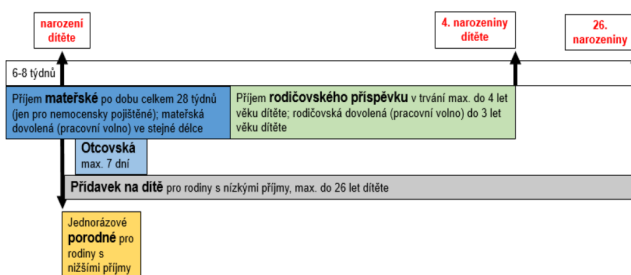 narození
dítěte
4. narozeniny
dítěte
26.
narozeniny
6-8 týdnů
Příjem mateřské po dobu celkem 28 týdnů
(jen pro nemocensky pojištěné); mateřská
dovolená (pracovní volno) ve stejné délce
Příjem rodičovského příspěvku v trvání max. do 4 let
věku dítěte; rodičovská dovolená (pracovní volno) do 3 let
věku dítěte
Otcovská
max. 7 dní
Přídavek na dítě pro rodiny s nízkými příjmy, max. do 26 let dítěte
Jednorázové
porodné pro
rodiny s
nižšími příjmy